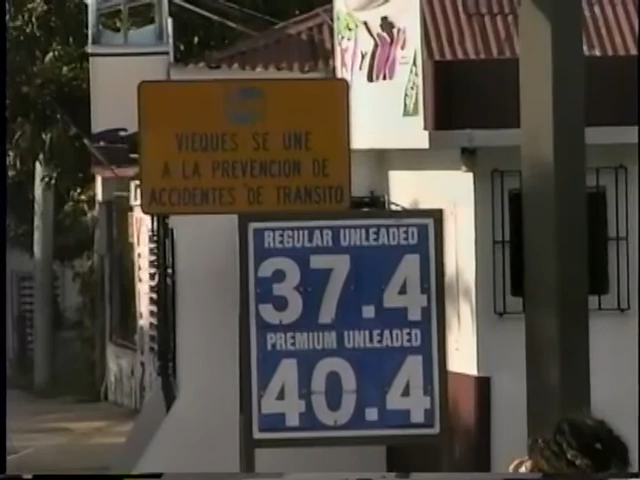 VIEQUES SE UNE
A LA PREVENCION DE
ACCIDENTES DE TRANSITO
REGULAR UNLEADED
37.4
PREMIUM UNLEADED
40.4